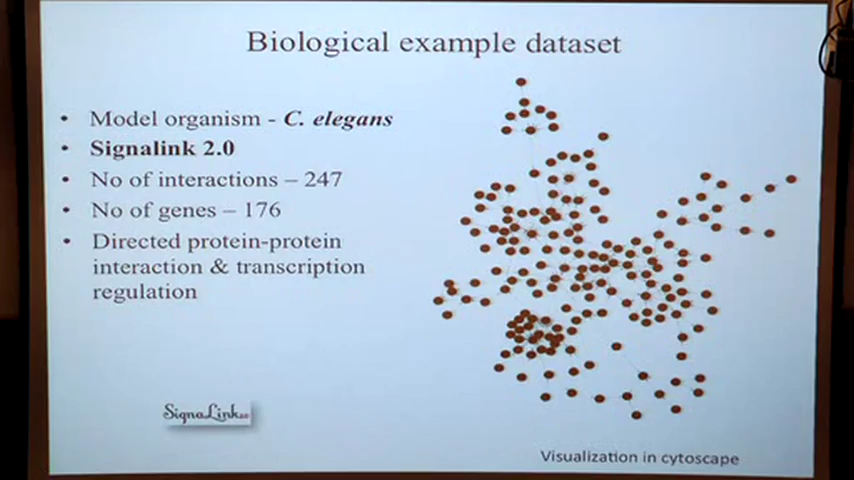 Biological example dataset
• Model organism - C. elegans
• Signalink 2.0
• No of interactions – 247
• No of genes – 176
• Directed protein-protein
interaction & transcription
regulation
SignaLink
Visualization in cytoscape